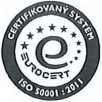 CERTIFIKOVANÝ SYSTÉM
e
EUROCERT
ISO 50001 : 2011